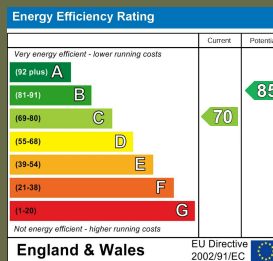 Energy Efficiency Rating
Current Potenti
Very energy efficient - lower running costs
(92 plus) A
(81-91) B
85
(69-80) C
70
(55-68) D
(39-54) E
(21-38) F
(1-20) G
Not energy efficient - higher running costs
England & Wales
EU Directive
2002/91/EC